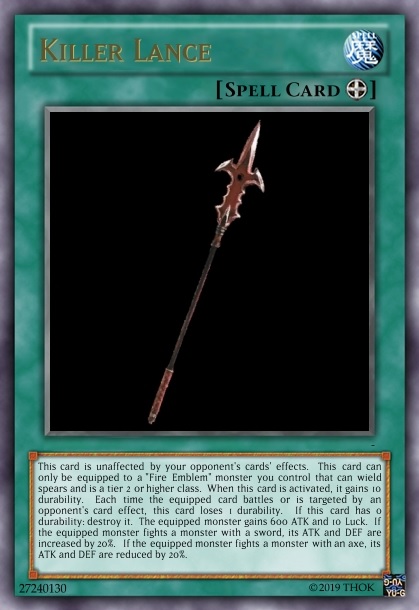 KILLER LANCE
魔
[SPELL CARD]
This card is unaffected by your opponent's cards' effects. This card can
only be equipped to a "Fire Emblem" monster you control that can wield
spears and is a tier 2 or higher class. When this card is activated, it gains 10
durability. Each time the equipped card battles or is targeted by an
opponent's card effect, this card loses 1 durability. If this card has 0
durability: destroy it. The equipped monster gains 600 ATK and 10 Luck. If
the equipped monster fights a monster with a sword, its ATK and DEF are
increased by 20%. If the equipped monster fights a monster with an axe, its
ATK and DEF are reduced by 20%.
27240130
©2019 THOK